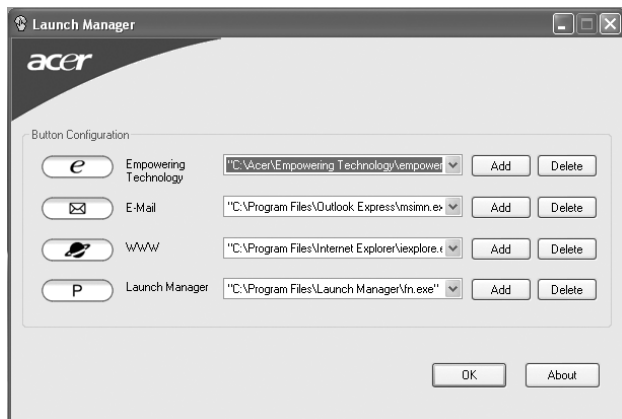 Launch Manager
acer
Button Configuration
e Empowering Technology "C:\Acer\Empowering Technology\empower Add Delete
E-Mail "C:\Program Files\Outlook Express\msimn.ex Add Delete
WWW "C:\Program Files\Internet Explorer\iexplore.e Add Delete
P Launch Manager "C:\Program Files\Launch Manager\fn.exe" Add Delete
OK About